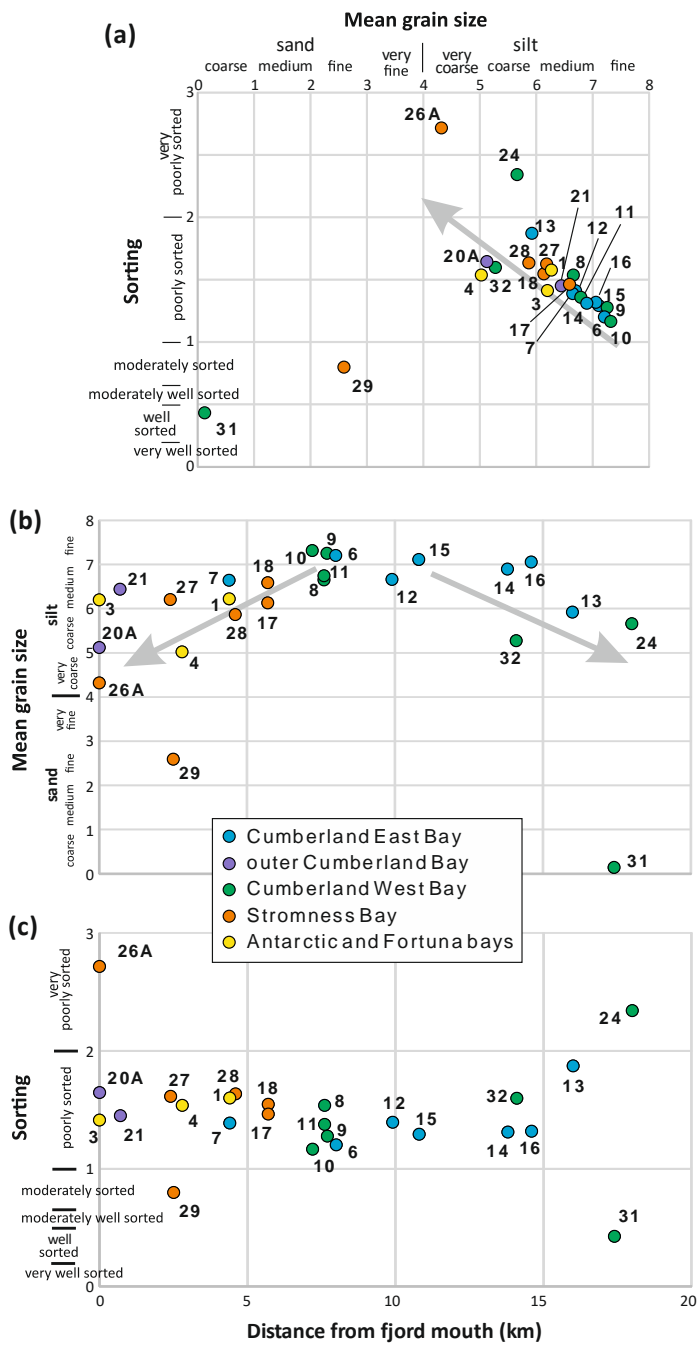 Mean grain size
(a)
sand
silt
coarse medium fine very fine very coarse coarse medium fine
0 1 2 3 4 5 6 7 8
3
2
1
0
Sorting
very poorly sorted
poorly sorted
moderately sorted
moderately well sorted
well sorted
very well sorted
26A
24
21
11
13
12
20A
28
27
1
8
16
4
32
18
3
15
9
17
14
6
10
7
29
31
(b)
8
7
6
5
4
3
2
1
0
Mean grain size
silt
fine
medium
coarse
very coarse
sand
very fine
fine
medium
coarse
9
10
6
15
21
7
18
11
16
27
8
12
14
3
1
13
20A
28
17
4
32
24
26A
29
31
Cumberland East Bay
outer Cumberland Bay
Cumberland West Bay
Stromness Bay
Antarctic and Fortuna bays
(c)
3
2
1
0
Sorting
very poorly sorted
poorly sorted
moderately sorted
moderately well sorted
well sorted
very well sorted
26A
24
20A
27
28
18
13
1
8
12
32
3
21
4
7
17
11
9
15
14
16
10
6
29
31
0 5 10 15 20
Distance from fjord mouth (km)